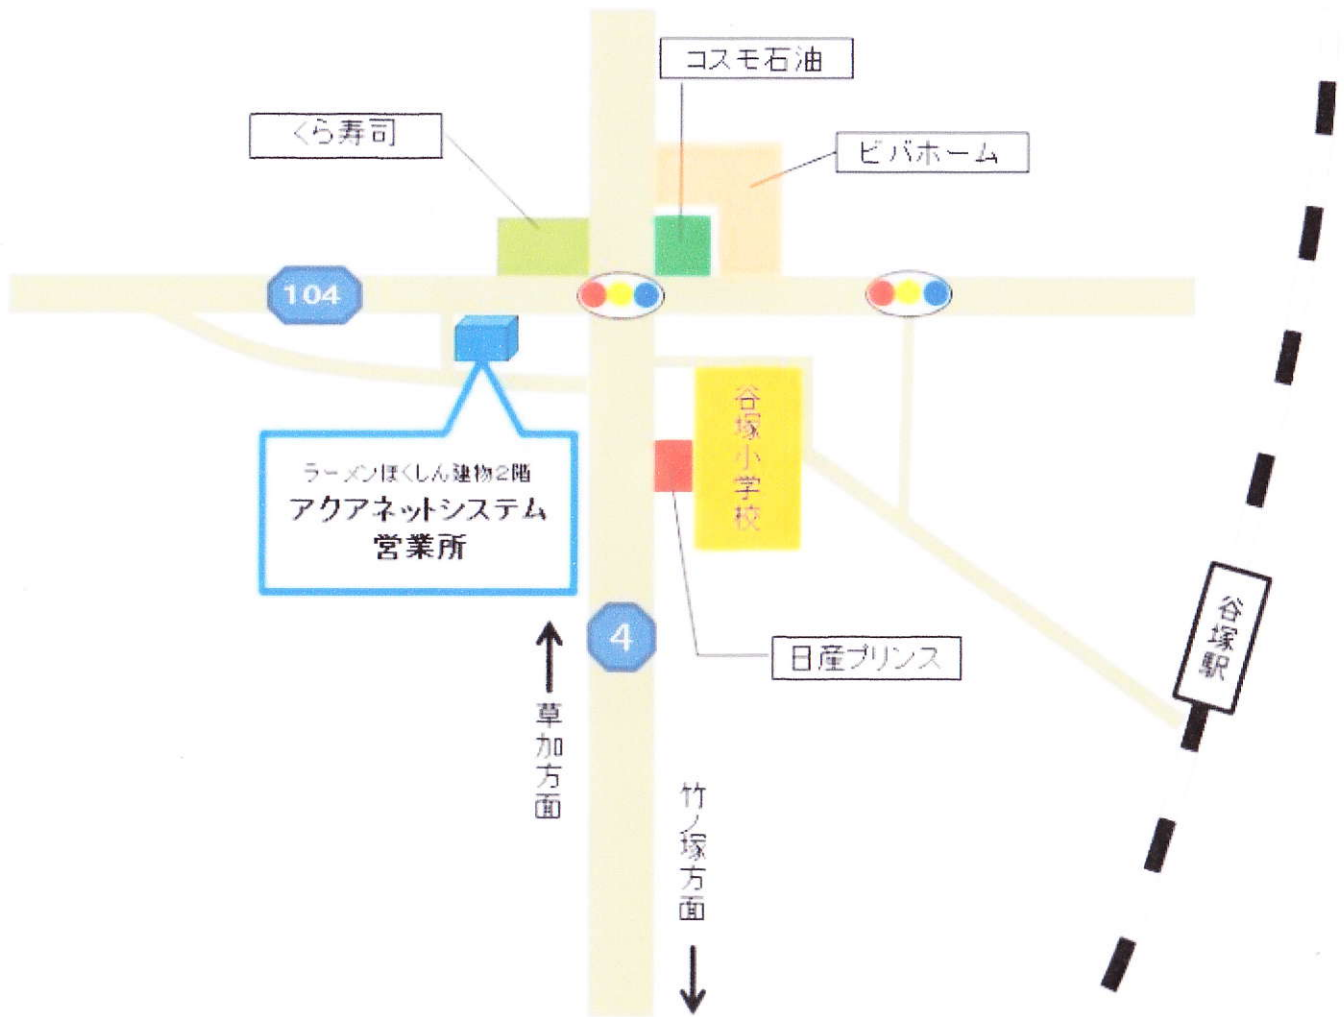 コスモ石油
くら寿司
ビバホーム
104
谷塚小学校
ラーメンぼくしん建物2階
アクアネットシステム
営業所
4
日産プリンス
谷塚駅
草加方面
竹ノ塚方面